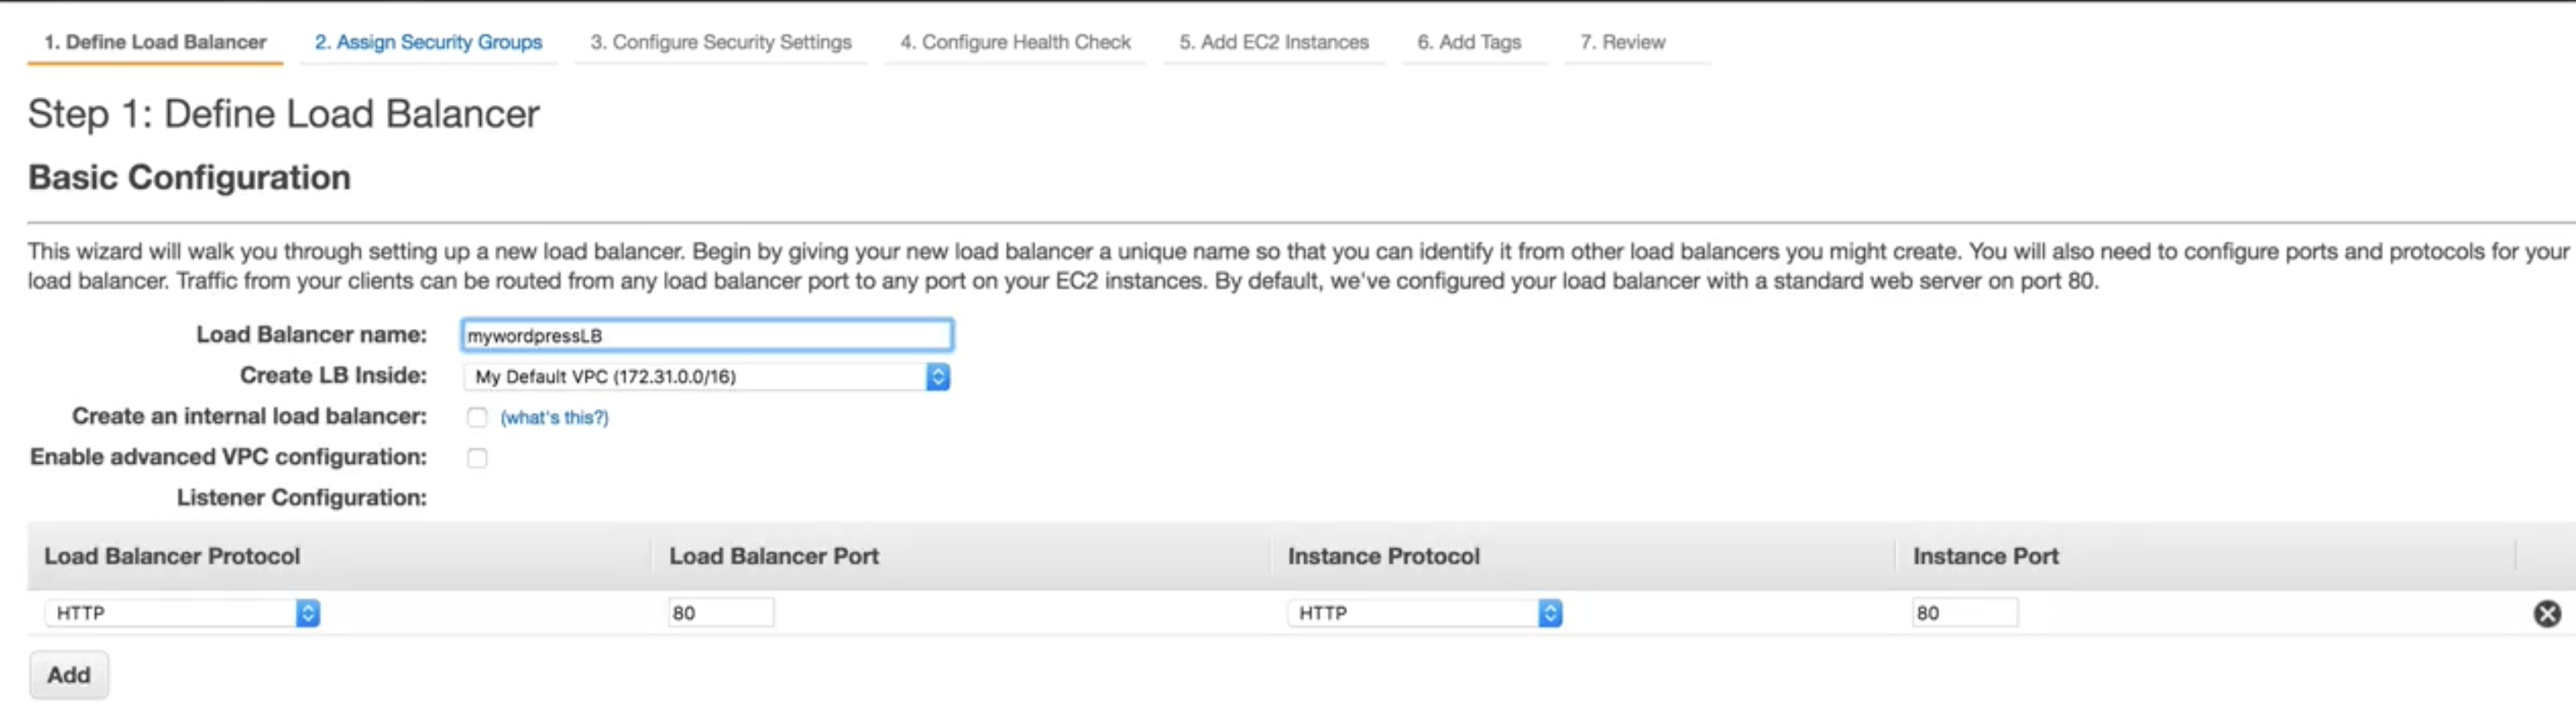 1. Define Load Balancer 2. Assign Security Groups 3. Configure Security Settings 4. Configure Health Check 5. Add EC2 Instances 6. Add Tags 7. Review
Step 1: Define Load Balancer
Basic Configuration
This wizard will walk you through setting up a new load balancer. Begin by giving your new load balancer a unique name so that you can identify it from other load balancers you might create. You will also need to configure ports and protocols for your
load balancer. Traffic from your clients can be routed from any load balancer port to any port on your EC2 instances. By default, we've configured your load balancer with a standard web server on port 80.
Load Balancer name: mywordpressLB
Create LB Inside: My Default VPC (172.31.0.0/16)
Create an internal load balancer: (what's this?)
Enable advanced VPC configuration:
Listener Configuration:
Load Balancer Protocol Load Balancer Port Instance Protocol Instance Port
HTTP 80 HTTP 80
Add